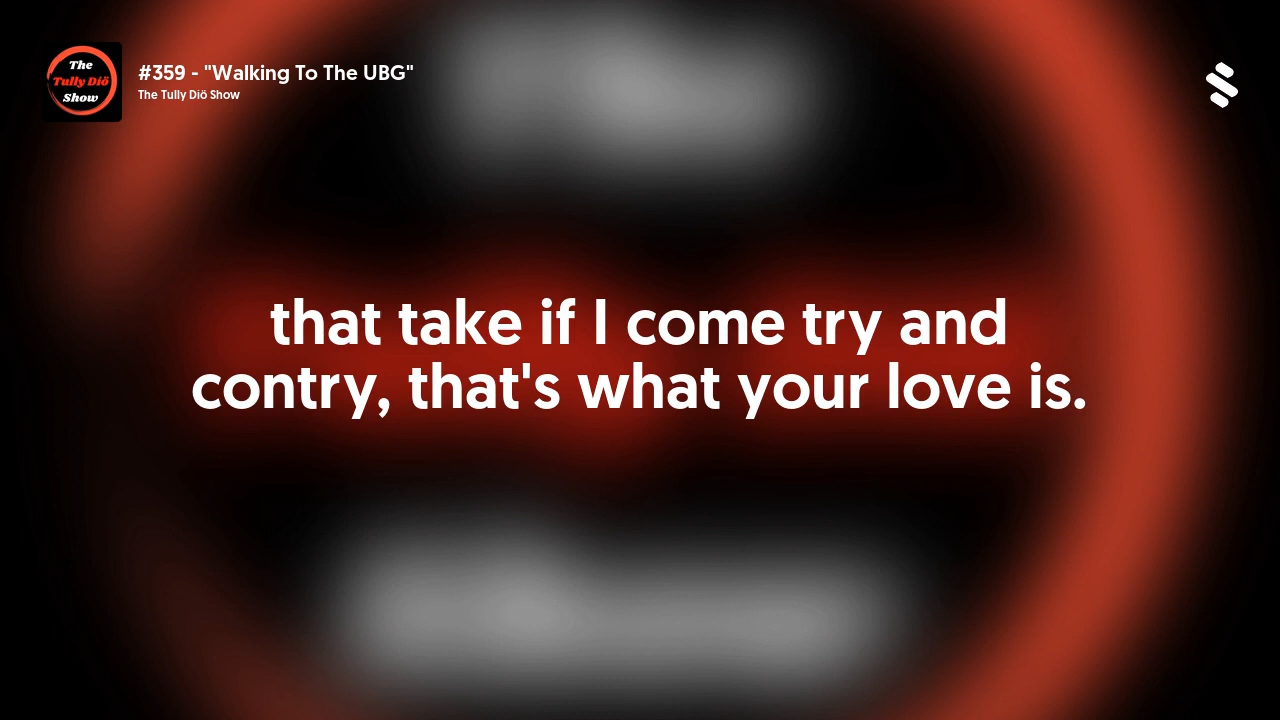 The
Tully Diö
Show
#359 - "Walking To The UBG"
The Tully Diö Show
that take if I come try and
contry, that's what your love is.